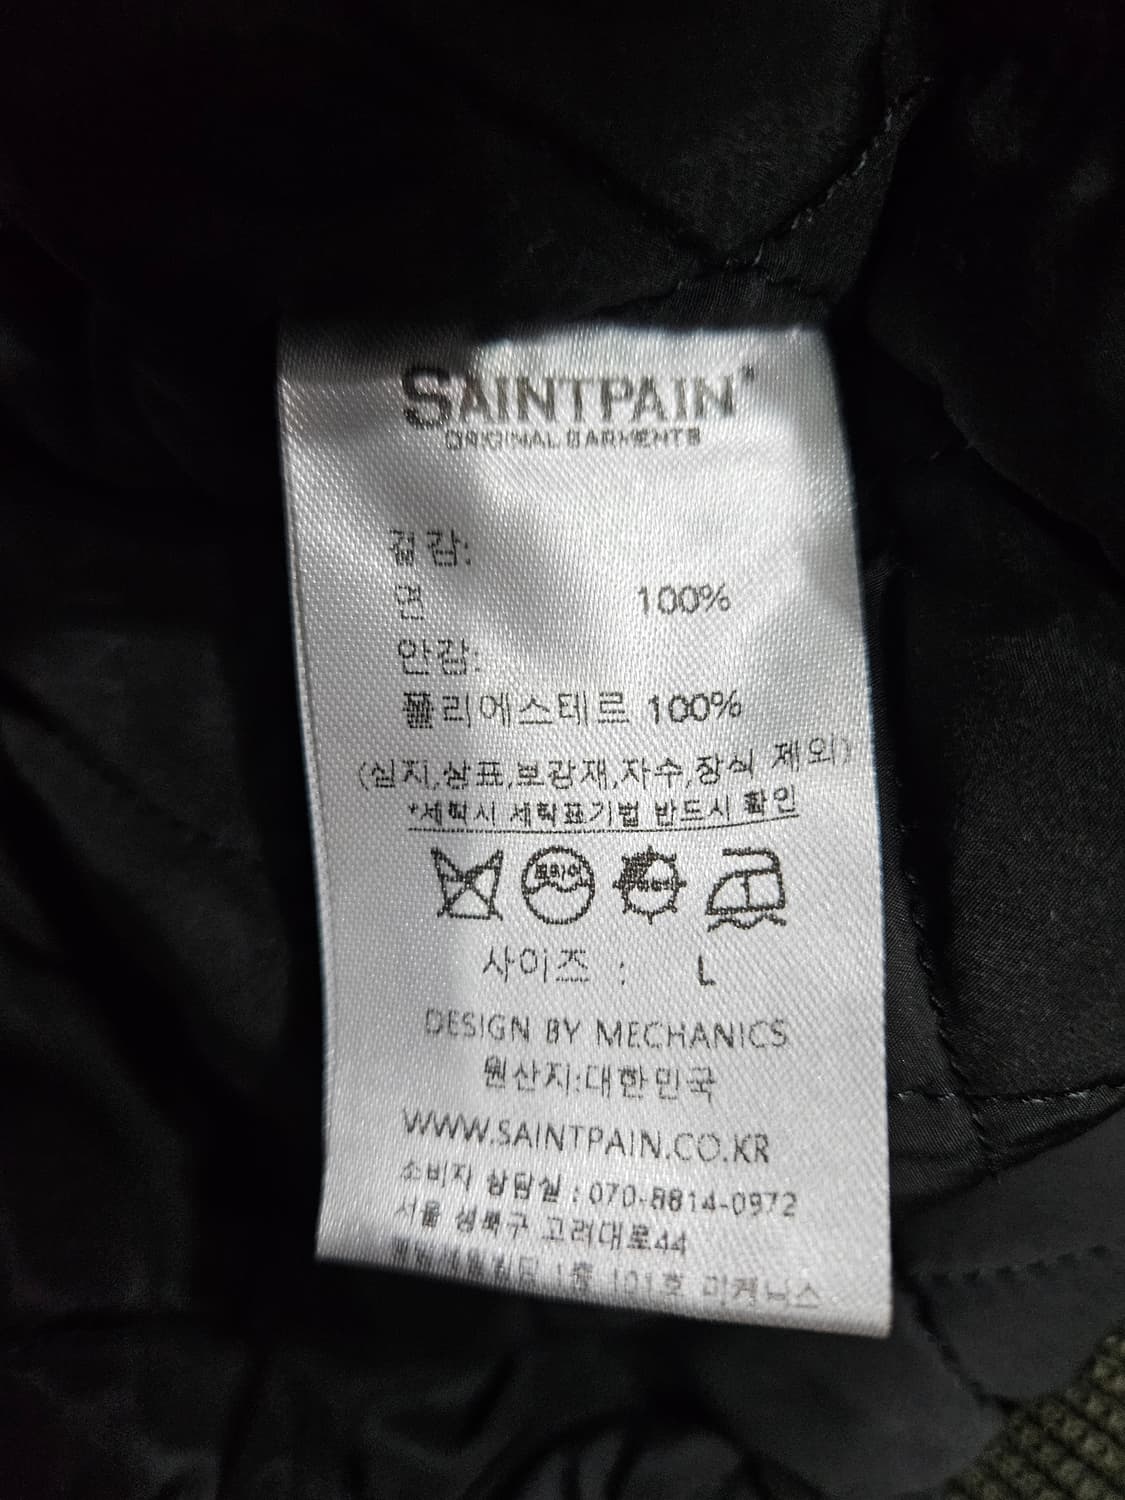 SAINTPAIN
ORIGINAL GARMENTS
겉감:
면 100%
안감:
폴리에스테르 100%
(심지,상표,보강재,자수,장식 제외)
*세탁시 세탁표기법 반드시 확인
드라이
사이즈 : L
DESIGN BY MECHANICS
원산지:대한민국
WWW.SAINTPAIN.CO.KR
소비자 상담실 : 070-8814-0972
서울 성북구 고려대로44
1층 101호 미케닉스